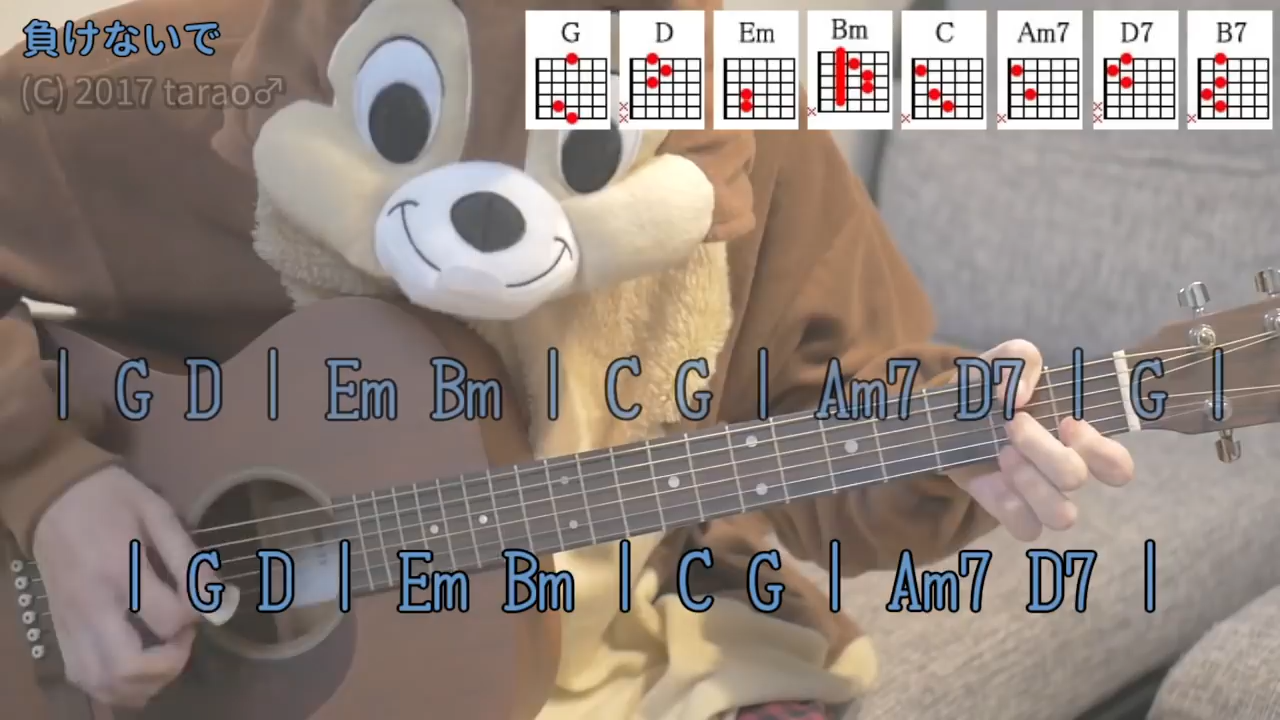 負けないで
(C) 2017 tarao♂
G D Em Bm C Am7 D7 B7
| G D | Em Bm | C G | Am7 D7 | G |
| G D | Em Bm | C G | Am7 D7 |